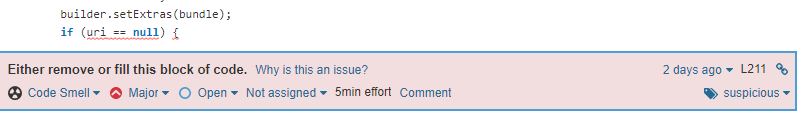 builder.setExtras(bundle);
if (uri == null) {
Either remove or fill this block of code. Why is this an issue? 2 days ago L211
Code Smell Major Open Not assigned 5min effort Comment suspicious